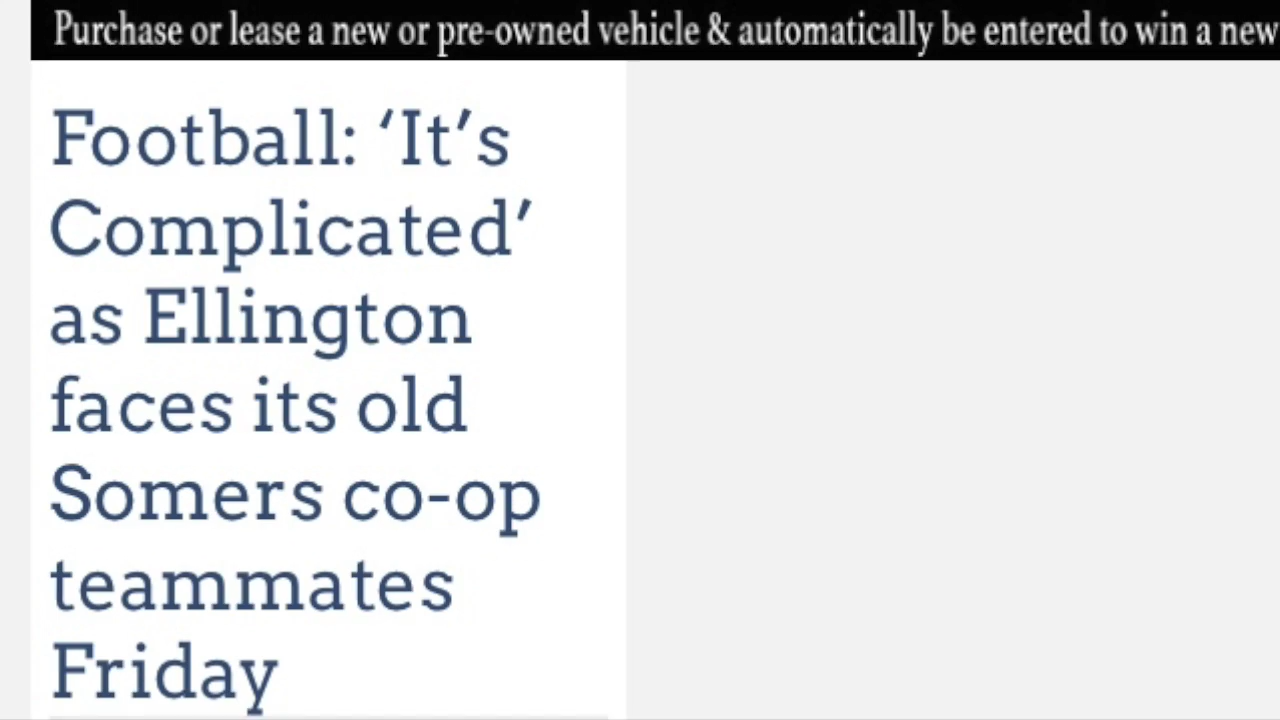 Purchase or lease a new or pre-owned vehicle & automatically be entered to win a new
Football: ‘It’s
Complicated’
as Ellington
faces its old
Somers co-op
teammates
Friday